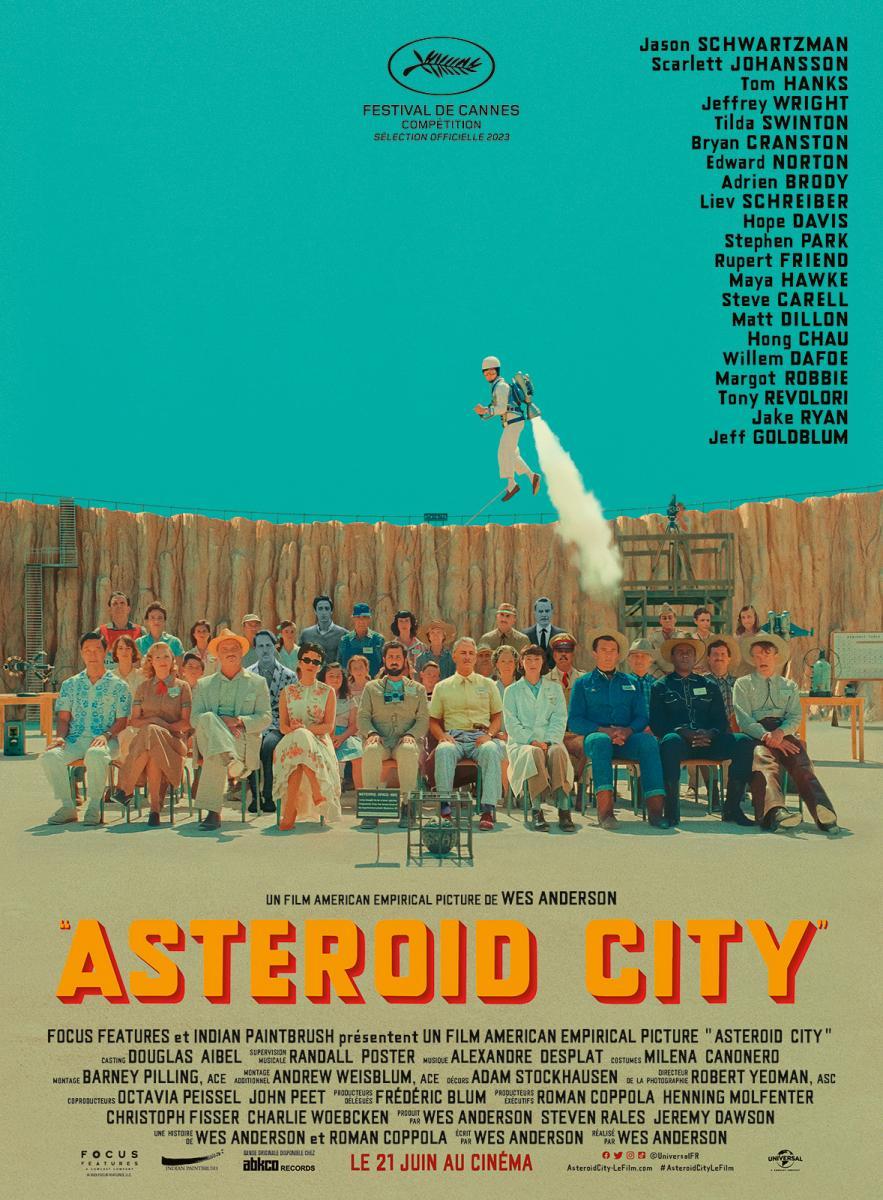 FESTIVAL DE CANNES
COMPÉTITION
SÉLECTION OFFICIELLE 2023
Jason SCHWARTZMAN
Scarlett JOHANSSON
Tom HANKS
Jeffrey WRIGHT
Tilda SWINTON
Bryan CRANSTON
Edward NORTON
Adrien BRODY
Liev SCHREIBER
Hope DAVIS
Stephen PARK
Rupert FRIEND
Maya HAWKE
Steve CARELL
Matt DILLON
Hong CHAU
Willem DAFOE
Margot ROBBIE
Tony REVOLORI
Jake RYAN
Jeff GOLDBLUM
UN FILM AMERICAN EMPIRICAL PICTURE DE WES ANDERSON
"ASTEROID CITY"
FOCUS FEATURES et INDIAN PAINTBRUSH présentent UN FILM AMERICAN EMPIRICAL PICTURE "ASTEROID CITY"
CASTING DOUGLAS AIBEL SUPERVISION MUSICALE RANDALL POSTER MUSIQUE ALEXANDRE DESPLAT COSTUMES MILENA CANONERO
MONTAGE BARNEY PILLING, ACE MONTAGE ADDITIONNEL ANDREW WEISBLUM, ACE DÉCORS ADAM STOCKHAUSEN DIRECTEUR DE LA PHOTOGRAPHIE ROBERT YEOMAN, ASC
COPRODUCTEURS OCTAVIA PEISSEL JOHN PEET PRODUCTEURS DÉLÉGUÉS FRÉDÉRIC BLUM PRODUCTEURS EXÉCUTIFS ROMAN COPPOLA HENNING MOLFENTER
CHRISTOPH FISSER CHARLIE WOEBCKEN PRODUIT PAR WES ANDERSON STEVEN RALES JEREMY DAWSON
UNE HISTOIRE DE WES ANDERSON et ROMAN COPPOLA ÉCRIT PAR WES ANDERSON RÉALISÉ PAR WES ANDERSON
FOCUS
FEATURES
INDIAN PAINTBRUSH
BANDE ORIGINALE DISPONIBLE CHEZ
abkco RECORDS
LE 21 JUIN AU CINÉMA
@UniversalFR
AsteroidCity-LeFilm.com #AsteroidCityLeFilm
UNIVERSAL